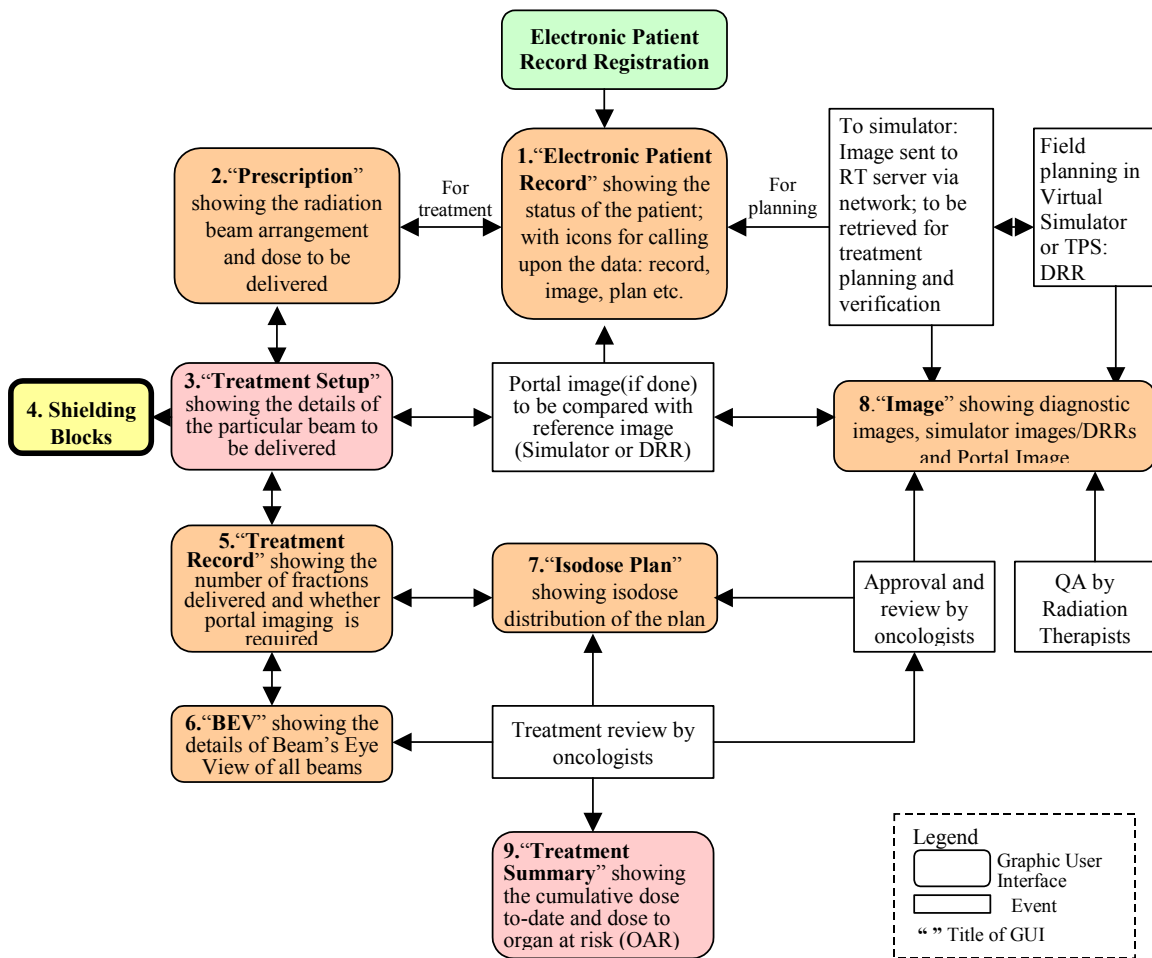 Electronic Patient
Record Registration
1.“Electronic Patient
Record” showing the
status of the patient;
with icons for calling
upon the data: record,
image, plan etc.
2.“Prescription”
showing the radiation
beam arrangement
and dose to be
delivered
For
treatment
For
planning
To simulator:
Image sent to
RT server via
network; to be
retrieved for
treatment
planning and
verification
Field
planning in
Virtual
Simulator
or TPS:
DRR
3.“Treatment Setup”
showing the details of
the particular beam to
be delivered
4. Shielding
Blocks
Portal image(if done)
to be compared with
reference image
(Simulator or DRR)
8.“Image” showing diagnostic
images, simulator images/DRRs
and Portal Image
5.“Treatment
Record” showing the
number of fractions
delivered and whether
portal imaging is
required
7.“Isodose Plan”
showing isodose
distribution of the plan
Approval and
review by
oncologists
QA by
Radiation
Therapists
6.“BEV” showing the
details of Beam’s Eye
View of all beams
Treatment review by
oncologists
9.“Treatment
Summary” showing
the cumulative dose
to-date and dose to
organ at risk (OAR)
Legend
Graphic User
Interface
Event
“ ” Title of GUI